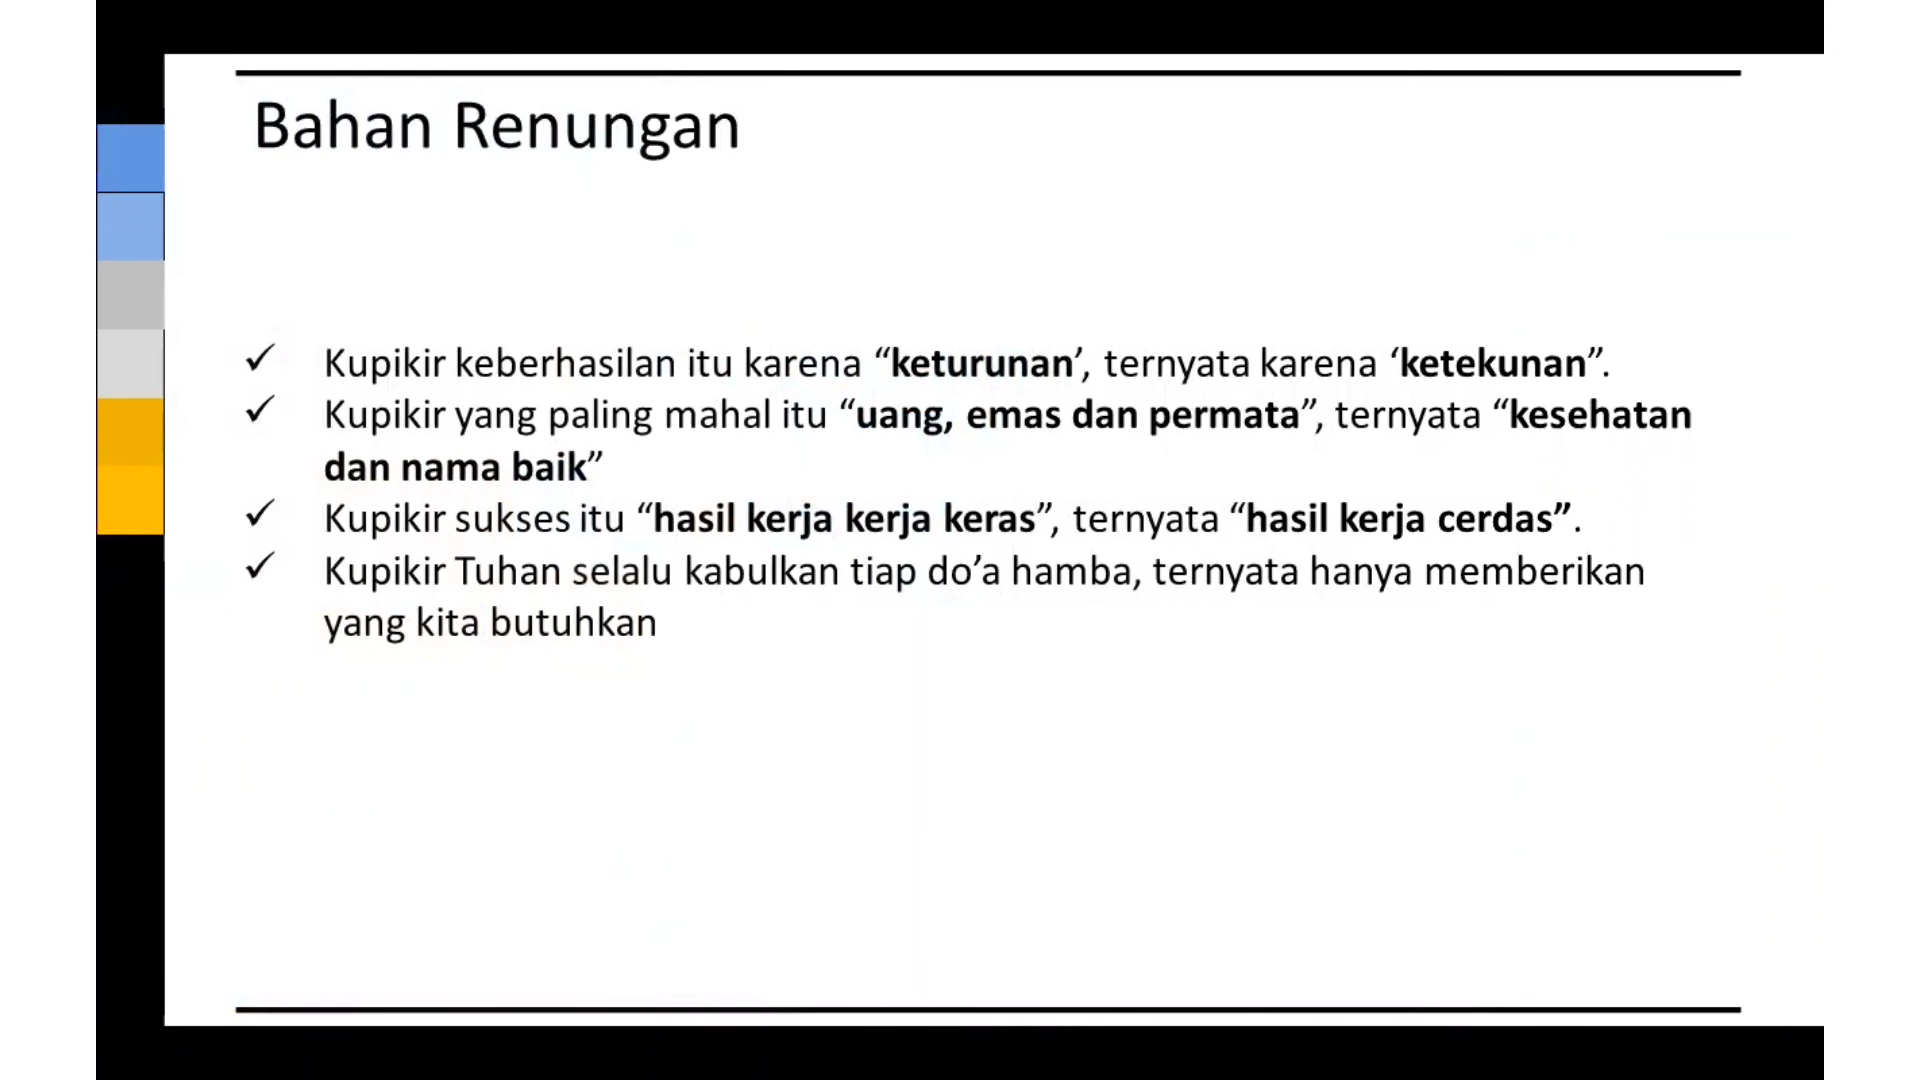 Bahan Renungan
✓ Kupikir keberhasilan itu karena “keturunan’, ternyata karena ‘ketekunan”.
✓ Kupikir yang paling mahal itu “uang, emas dan permata”, ternyata “kesehatan
dan nama baik”
✓ Kupikir sukses itu “hasil kerja kerja keras”, ternyata “hasil kerja cerdas”.
✓ Kupikir Tuhan selalu kabulkan tiap do’a hamba, ternyata hanya memberikan
yang kita butuhkan